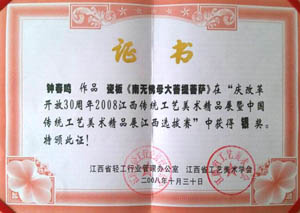 证书
钟春鸣 作品 瓷板《南无佛母大菩提菩萨》在“庆改革
开放30周年2008江西传统工艺美术精品展暨中国
传统工艺美术精品展江西选拔赛”中获得 银 奖。
特颁此证!
江西省轻工行业管理办公室 江西省工艺美术学会
二00八年十月三十日